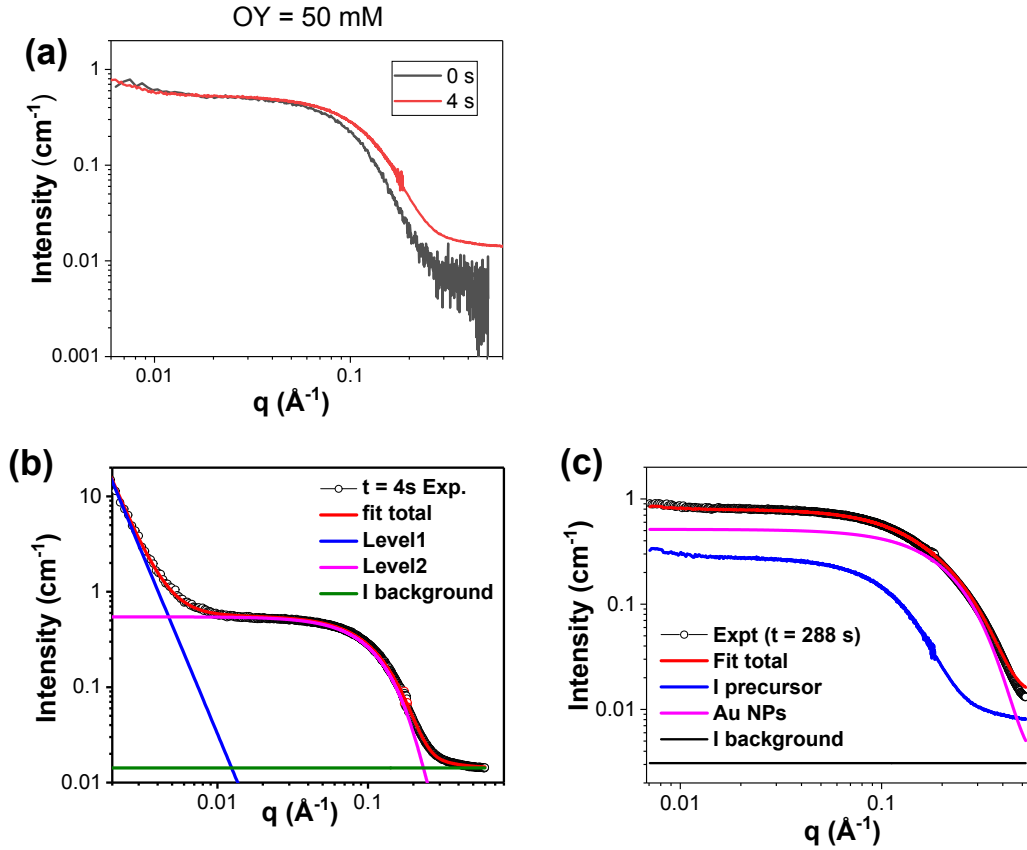 OY = 50 mM
(a)
1
0.1
0.01
0.001
0.01
0.1
Intensity (cm⁻¹)
q (Å⁻¹)
0 s
4 s
(b)
10
1
0.1
0.01
0.01
0.1
Intensity (cm⁻¹)
q (Å⁻¹)
t = 4s Exp.
fit total
Level1
Level2
I background
(c)
1
0.1
0.01
0.01
0.1
Intensity (cm⁻¹)
q (Å⁻¹)
Expt (t = 288 s)
Fit total
I precursor
Au NPs
I background